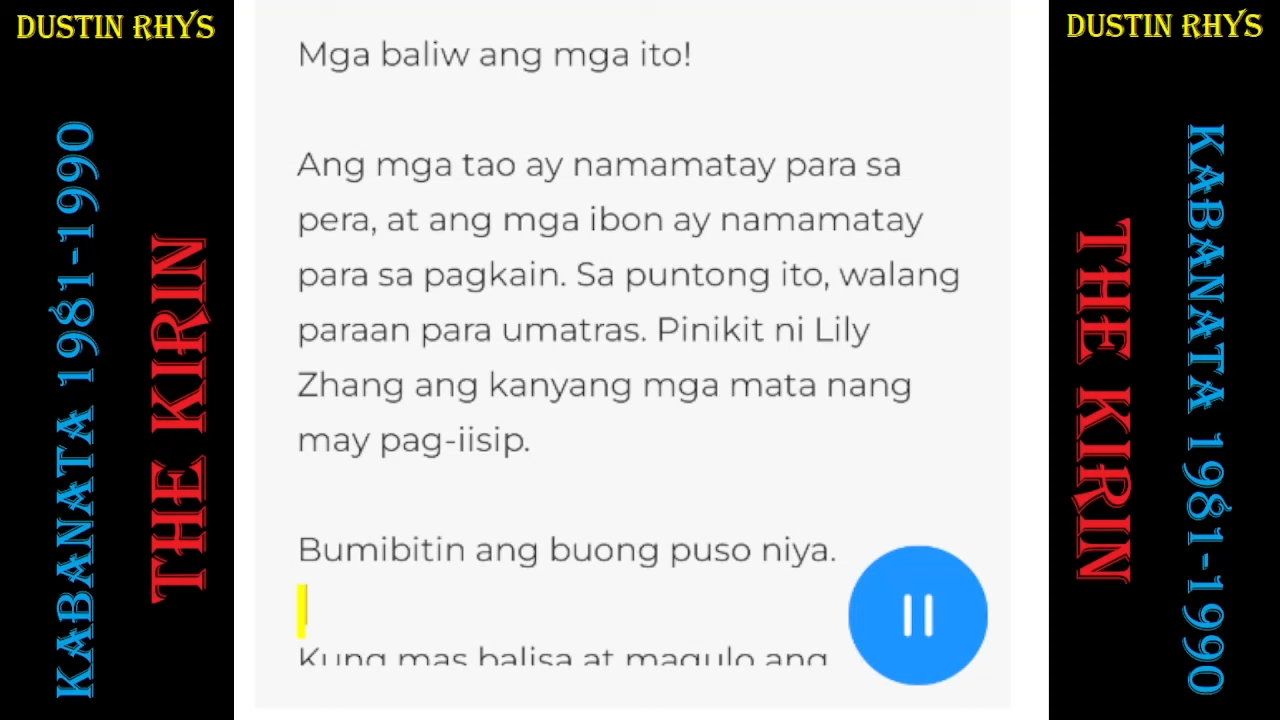 DUSTIN RHYS
KABANATA 1981-1990
THE KIRIN
Mga baliw ang mga ito!
Ang mga tao ay namamatay para sa
pera, at ang mga ibon ay namamatay
para sa pagkain. Sa puntong ito, walang
paraan para umatras. Pinikit ni Lily
Zhang ang kanyang mga mata nang
may pag-iisip.
Bumibitin ang buong puso niya.
Kung mas balisa at magulo ang
DUSTIN RHYS
THE KIRIN
KABANATA 1981-1990